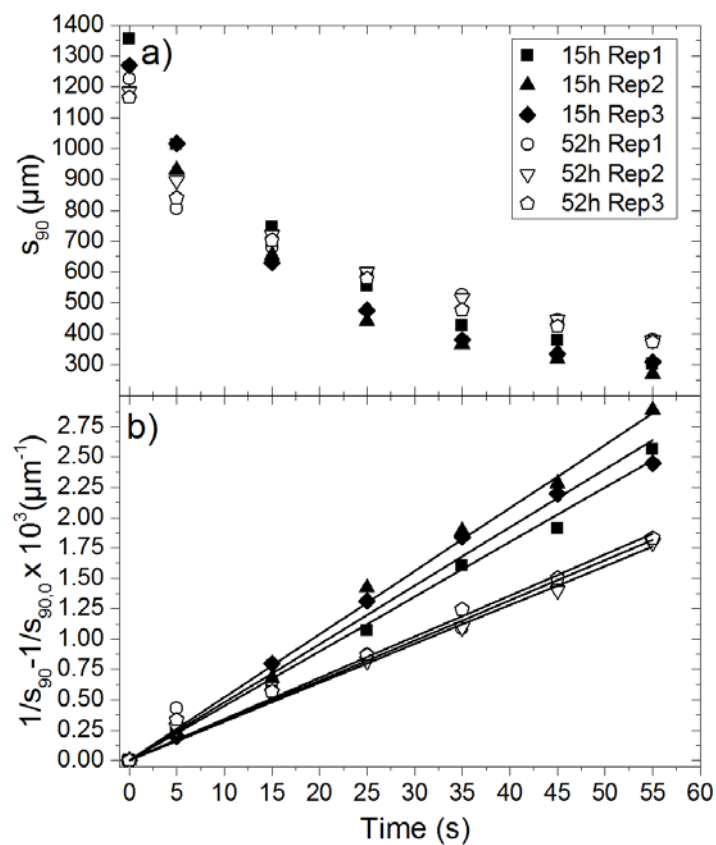 1400
1300
1200
1100
1000
900
800
700
600
500
400
300
s90 (μm)
a)
15h Rep1
15h Rep2
15h Rep3
52h Rep1
52h Rep2
52h Rep3
b)
2.75
2.50
2.25
2.00
1.75
1.50
1.25
1.00
0.75
0.50
0.25
0.00
1/s90-1/s90,0 x 10³(μm⁻¹)
0 5 10 15 20 25 30 35 40 45 50 55 60
Time (s)